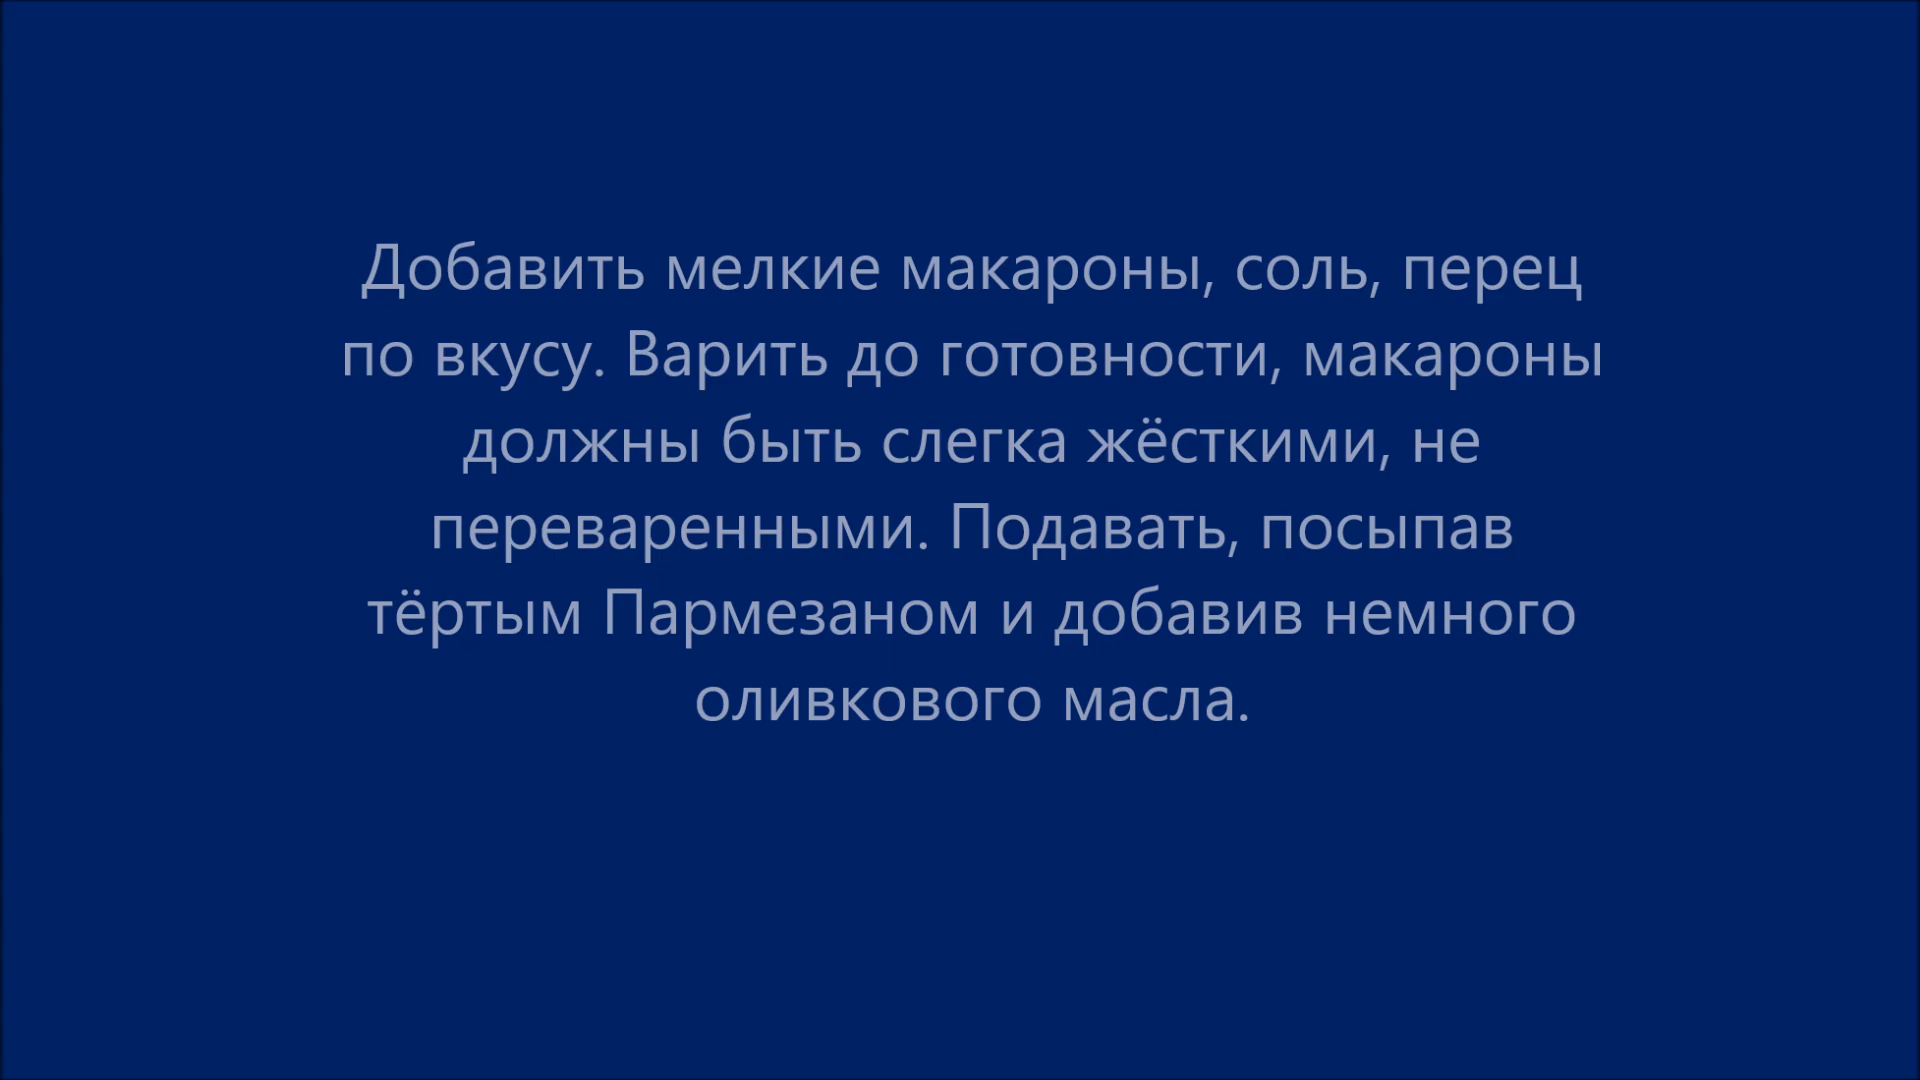 Добавить мелкие макароны, соль, перец
по вкусу. Варить до готовности, макароны
должны быть слегка жёсткими, не
переваренными. Подавать, посыпав
тёртым Пармезаном и добавив немного
оливкового масла.